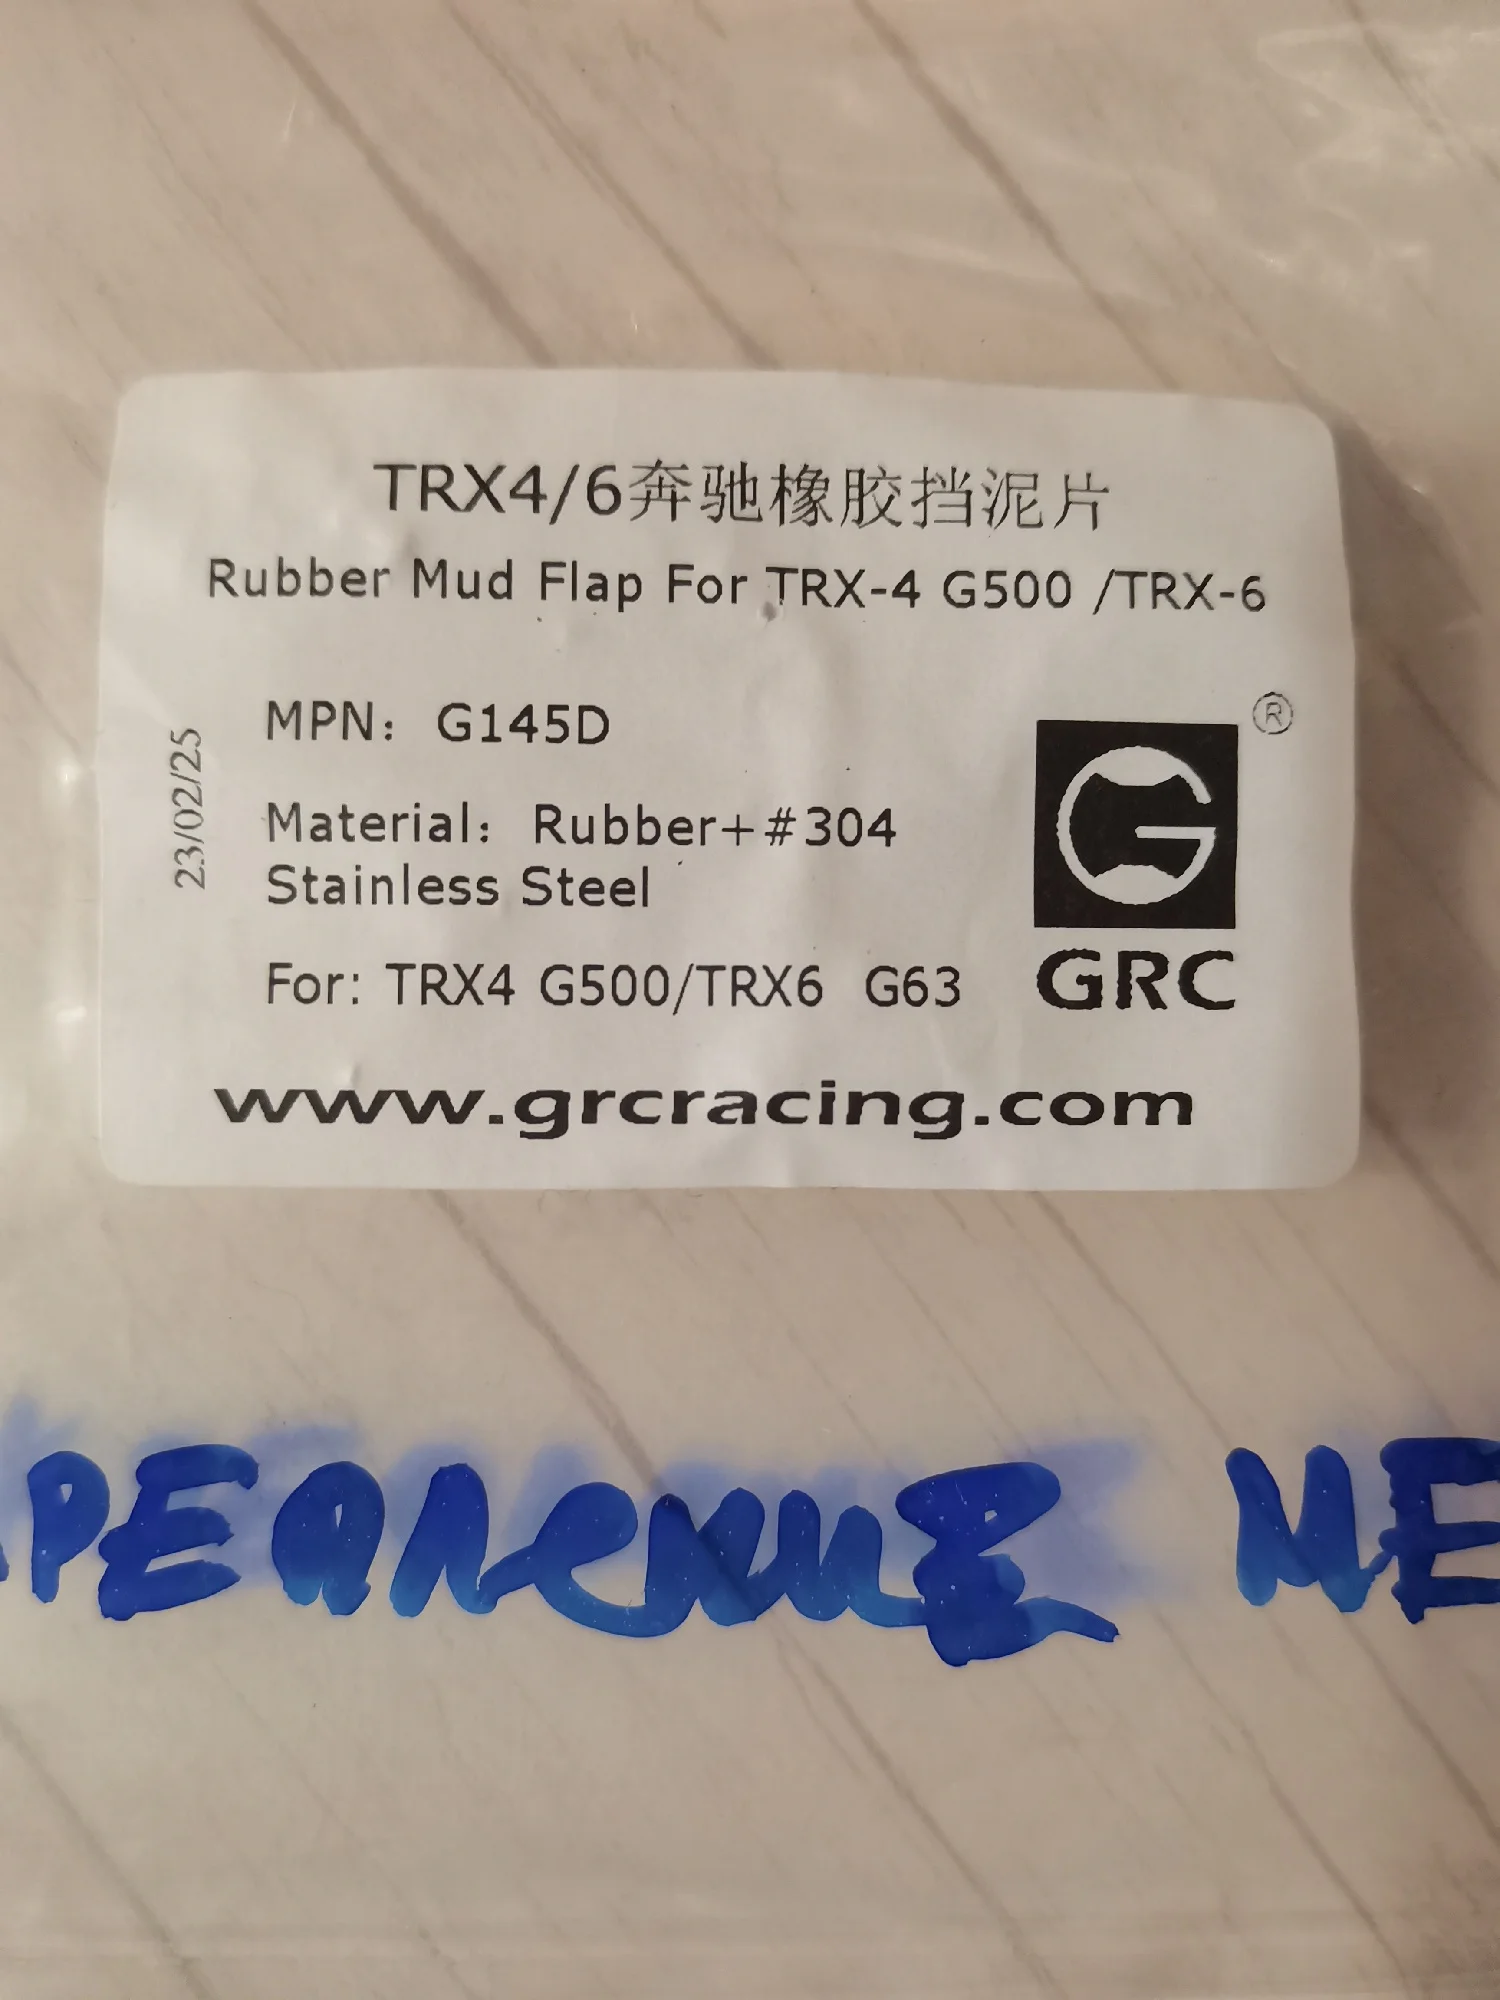 TRX4/6奔驰橡胶挡泥片
Rubber Mud Flap For TRX-4 G500 /TRX-6
MPN： G145D
23/02/25
Material： Rubber+#304
Stainless Steel
For: TRX4 G500/TRX6 G63
®
GRC
www.grcracing.com